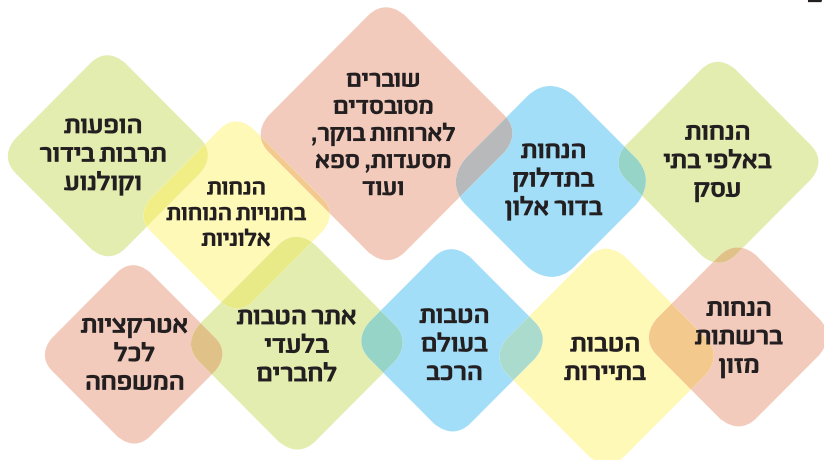 הנחות
באלפי בתי
עסק
הנחות
בתדלוק
בדור אלון
שוברים
מסובסדים
לארוחות בוקר,
מסעדות, ספא
ועוד
הנחות
בחנויות הנוחות
אלוניות
הופעות
תרבות בידור
וקולנוע
הנחות
ברשתות
מזון
הטבות
בתיירות
הטבות
בעולם
הרכב
אתר הטבות
בלעדי
לחברים
אטרקציות
לכל
המשפחה